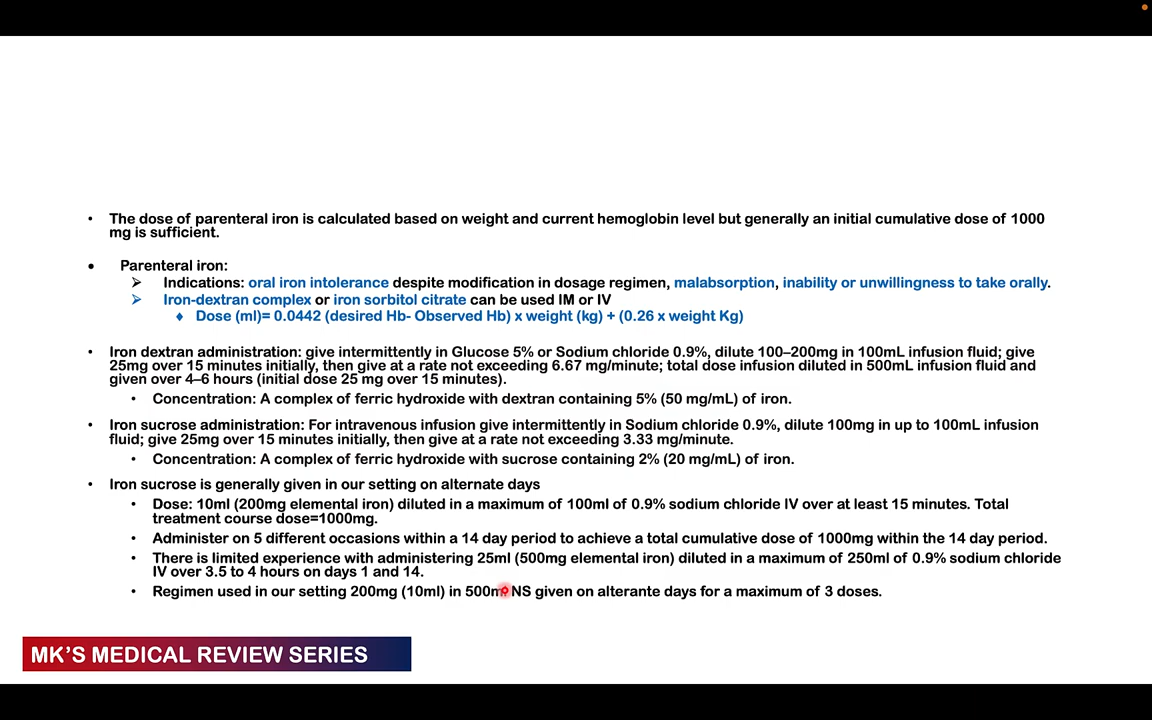 • The dose of parenteral iron is calculated based on weight and current hemoglobin level but generally an initial cumulative dose of 1000
mg is sufficient.
• Parenteral iron:
➢ Indications: oral iron intolerance despite modification in dosage regimen, malabsorption, inability or unwillingness to take orally.
➢ Iron-dextran complex or iron sorbitol citrate can be used IM or IV
♦ Dose (ml)= 0.0442 (desired Hb- Observed Hb) x weight (kg) + (0.26 x weight Kg)
• Iron dextran administration: give intermittently in Glucose 5% or Sodium chloride 0.9%, dilute 100–200mg in 100mL infusion fluid; give
25mg over 15 minutes initially, then give at a rate not exceeding 6.67 mg/minute; total dose infusion diluted in 500mL infusion fluid and
given over 4–6 hours (initial dose 25 mg over 15 minutes).
• Concentration: A complex of ferric hydroxide with dextran containing 5% (50 mg/mL) of iron.
• Iron sucrose administration: For intravenous infusion give intermittently in Sodium chloride 0.9%, dilute 100mg in up to 100mL infusion
fluid; give 25mg over 15 minutes initially, then give at a rate not exceeding 3.33 mg/minute.
• Concentration: A complex of ferric hydroxide with sucrose containing 2% (20 mg/mL) of iron.
• Iron sucrose is generally given in our setting on alternate days
• Dose: 10ml (200mg elemental iron) diluted in a maximum of 100ml of 0.9% sodium chloride IV over at least 15 minutes. Total
treatment course dose=1000mg.
• Administer on 5 different occasions within a 14 day period to achieve a total cumulative dose of 1000mg within the 14 day period.
• There is limited experience with administering 25ml (500mg elemental iron) diluted in a maximum of 250ml of 0.9% sodium chloride
IV over 3.5 to 4 hours on days 1 and 14.
• Regimen used in our setting 200mg (10ml) in 500m NS given on alterante days for a maximum of 3 doses.
MK'S MEDICAL REVIEW SERIES